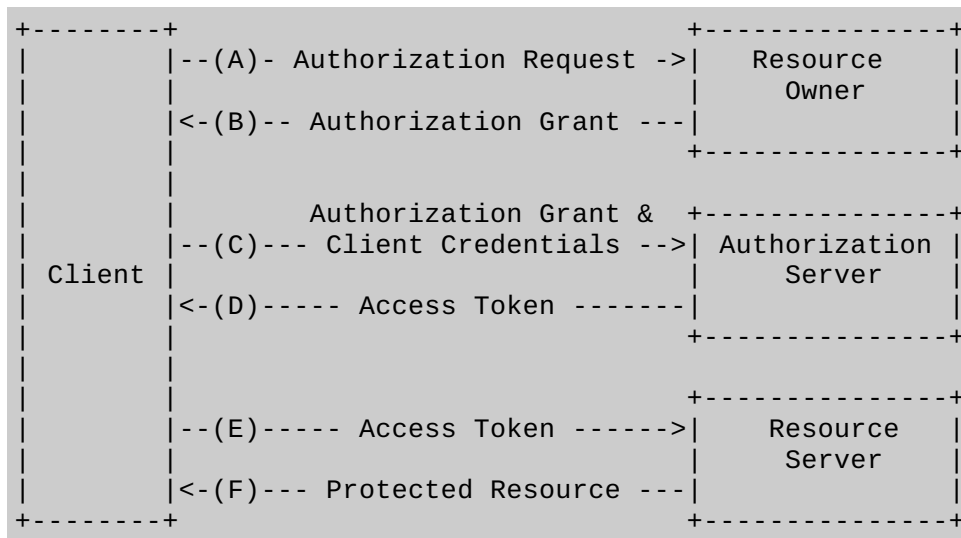 +--------+                               +---------------+
|        |--(A)- Authorization Request ->|   Resource    |
|        |                               |     Owner     |
|        |<-(B)-- Authorization Grant ---|               |
|        |                               +---------------+
|        |
|        |        Authorization Grant &  +---------------+
|        |--(C)--- Client Credentials -->| Authorization |
| Client |                               |     Server    |
|        |<-(D)----- Access Token -------|               |
|        |                               +---------------+
|        |
|        |                               +---------------+
|        |--(E)----- Access Token ------>|    Resource   |
|        |                               |     Server    |
|        |<-(F)--- Protected Resource ---|               |
+--------+                               +---------------+